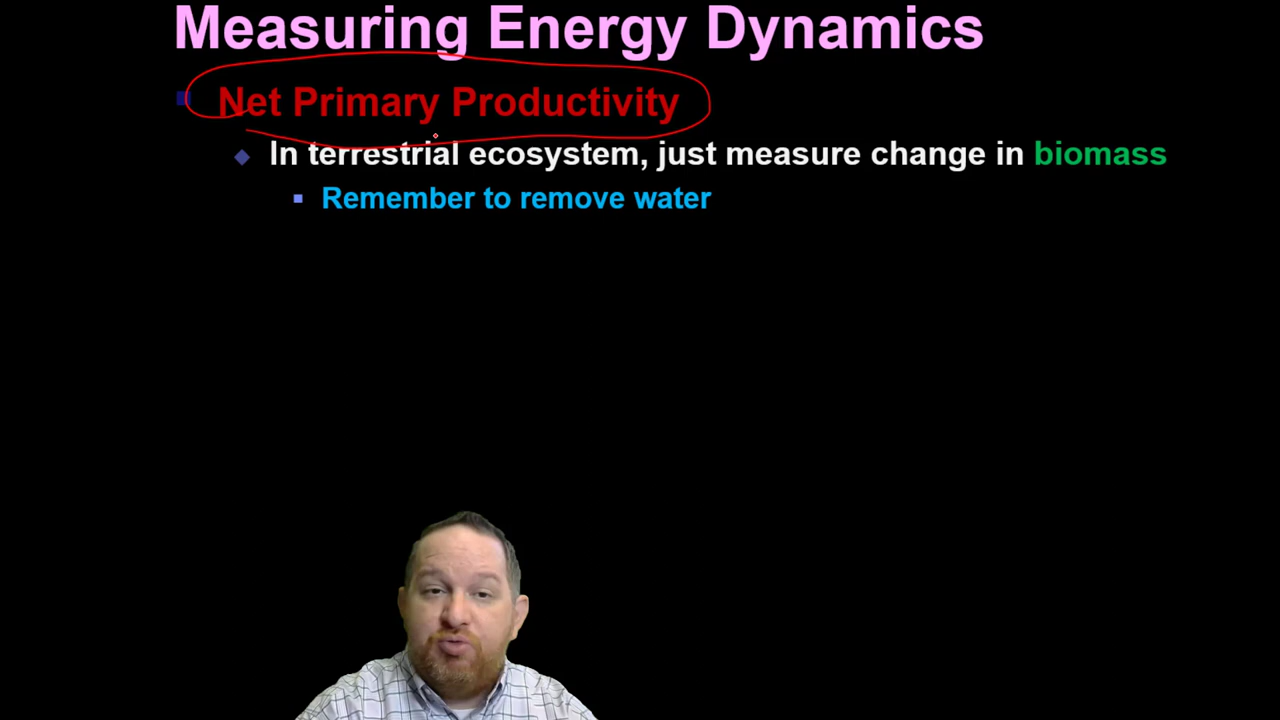 Measuring Energy Dynamics
Net Primary Productivity
In terrestrial ecosystem, just measure change in biomass
Remember to remove water